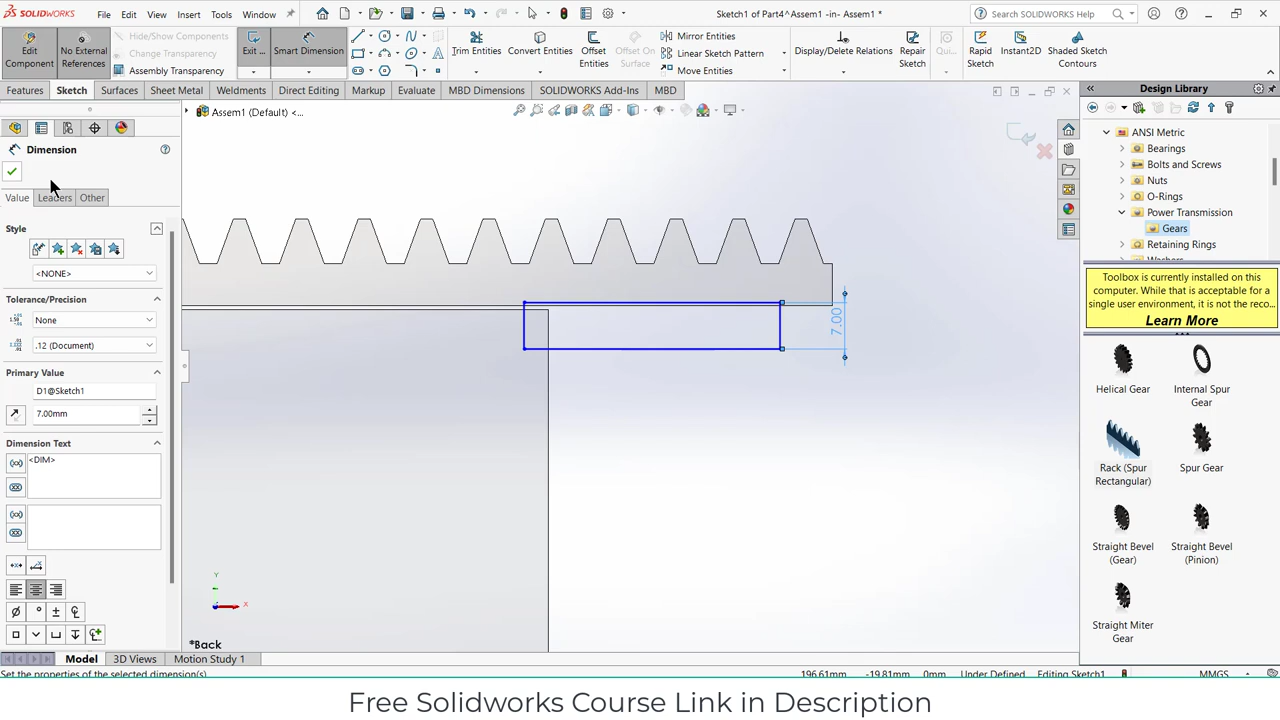 SOLIDWORKS File Edit View Insert Tools Window Sketch1 of Part4^Assem1 -in- Assem1 * Search SOLIDWORKS Help
Edit Component
No External References
Hide/Show Components
Change Transparency
Assembly Transparency
Exit ...
Smart Dimension
Trim Entities
Convert Entities
Offset Entities
Offset On Surface
Mirror Entities
Linear Sketch Pattern
Move Entities
Display/Delete Relations
Repair Sketch
Qui...
Rapid Sketch
Instant2D
Shaded Sketch Contours
Features Sketch Surfaces Sheet Metal Weldments Direct Editing Markup Evaluate MBD Dimensions SOLIDWORKS Add-Ins MBD
Assem1 (Default) <...
Dimension
Value Leaders Other
Style
<NONE>
Tolerance/Precision
None
.12 (Document)
Primary Value
D1@Sketch1
7.00mm
Dimension Text
<DIM>
7.00
Y
X
*Back
Design Library
ANSI Metric
Bearings
Bolts and Screws
Nuts
O-Rings
Power Transmission
Gears
Retaining Rings
Washers
Toolbox is currently installed on this
computer. While that is acceptable for a
single user environment, it is not the reco...
Learn More
Helical Gear
Internal Spur Gear
Rack (Spur Rectangular)
Spur Gear
Straight Bevel (Gear)
Straight Bevel (Pinion)
Straight Miter Gear
Model 3D Views Motion Study 1
Set the properties of the selected dimension(s). 196.61mm -19.81mm 0mm Under Defined Editing Sketch1 MMGS
Free Solidworks Course Link in Description